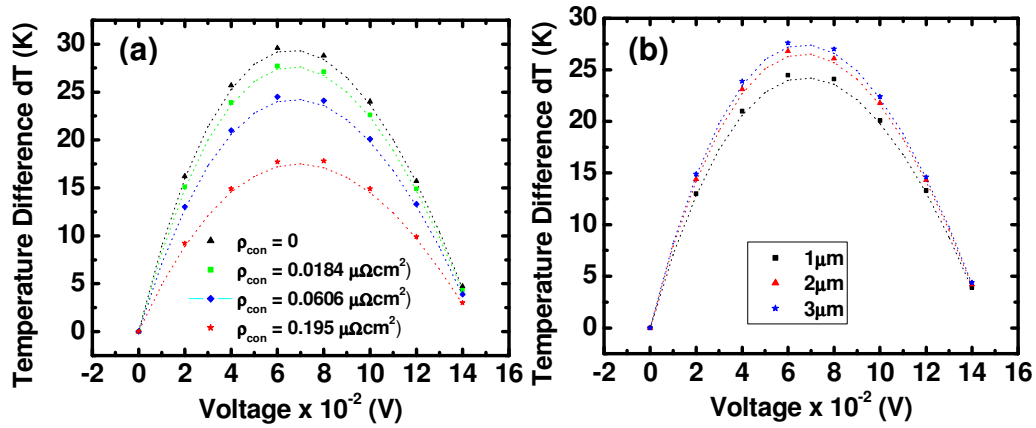 (a)
Temperature Difference dT (K)
30
25
20
15
10
5
0
ρcon = 0
ρcon = 0.0184 μΩcm²)
ρcon = 0.0606 μΩcm²)
ρcon = 0.195 μΩcm²)
-2 0 2 4 6 8 10 12 14 16
Voltage x 10⁻² (V)
(b)
Temperature Difference dT (K)
30
25
20
15
10
5
0
1μm
2μm
3μm
-2 0 2 4 6 8 10 12 14 16
Voltage x 10⁻² (V)